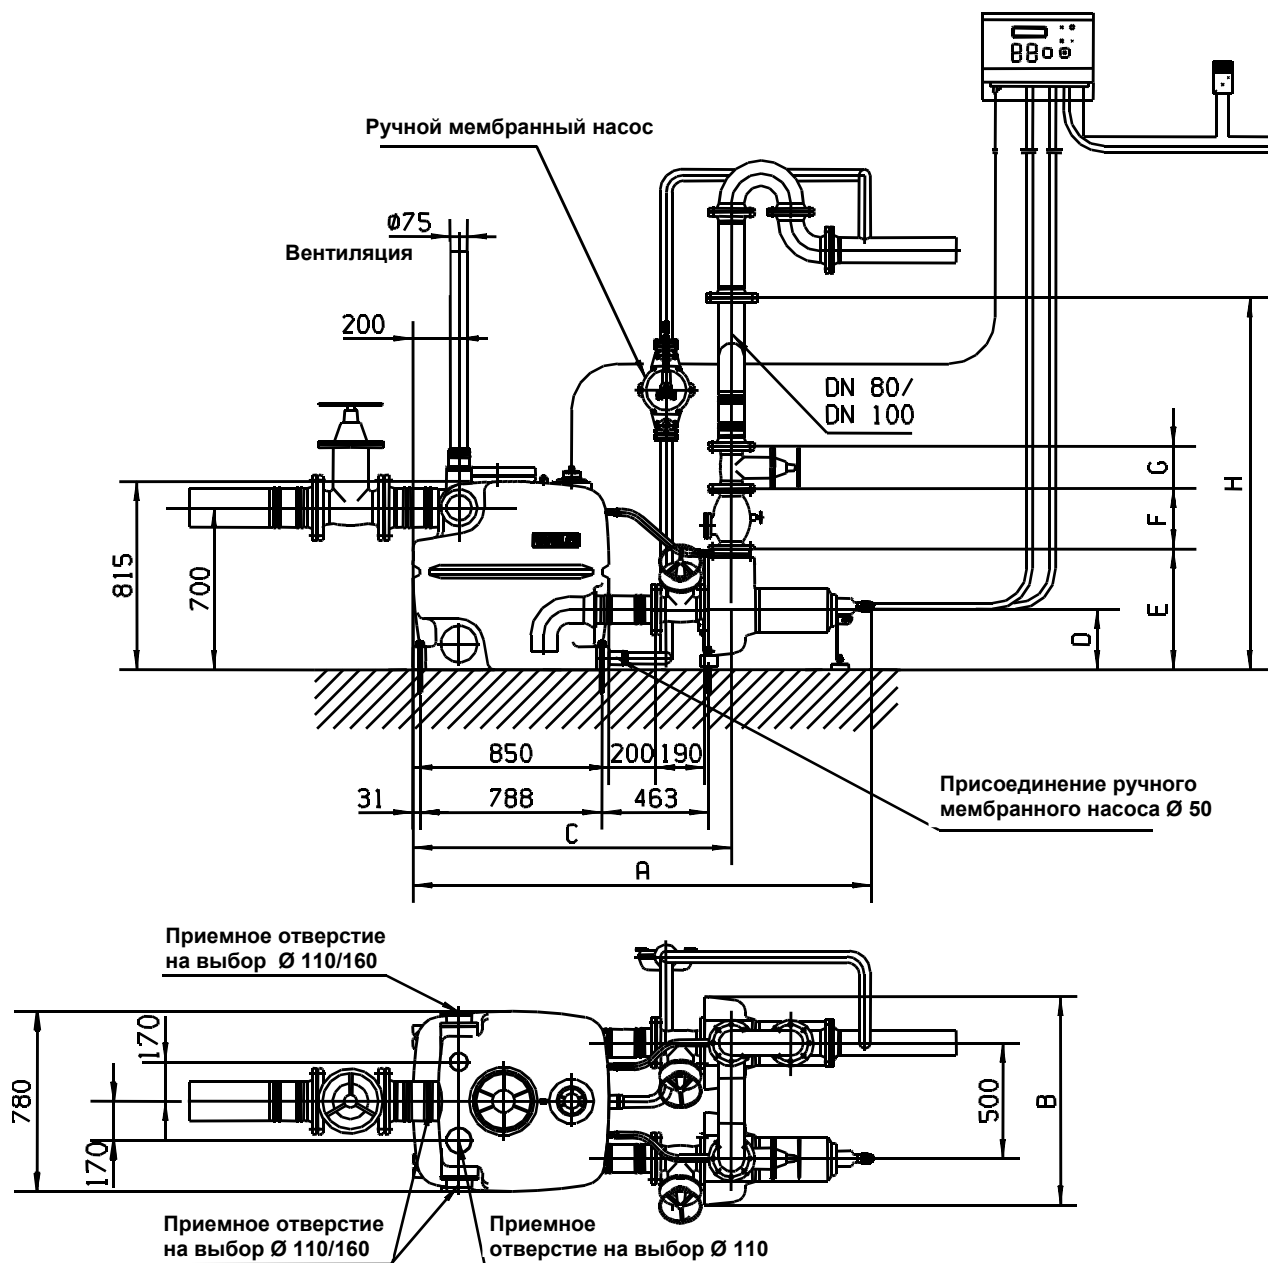 Ручной мембранный насос
Ø75
Вентиляция
200
DN 80/
DN 100
815
700
G
F
E
H
D
850
200
190
31
788
463
C
A
Присоединение ручного
мембранного насоса Ø 50
Приемное отверстие
на выбор Ø 110/160
780
170
170
500
B
Приемное отверстие
на выбор Ø 110/160
Приемное
отверстие на выбор Ø 110